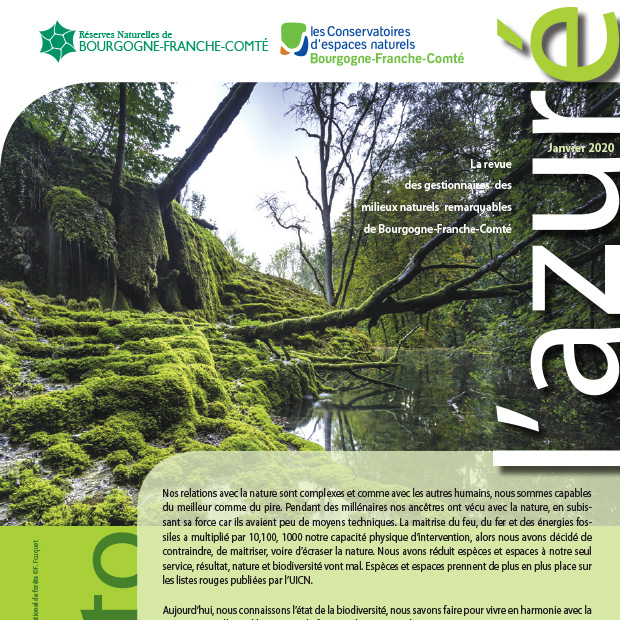 Réserves Naturelles de
BOURGOGNE-FRANCHE-COMTÉ
les Conservatoires
d'espaces naturels
Bourgogne-Franche-Comté
l'azuré
Janvier 2020
La revue
des gestionnaires des
milieux naturels remarquables
de Bourgogne-Franche-Comté
Nos relations avec la nature sont complexes et comme avec les autres humains, nous sommes capables
du meilleur comme du pire. Pendant des millénaires nos ancêtres ont vécu avec la nature, en subis-
sant sa force car ils avaient peu de moyens techniques. La maitrise du feu, du fer et des énergies fos-
siles a multiplié par 10,100, 1000 notre capacité physique d'intervention, alors nous avons décidé de
contraindre, de maitriser, voire d'écraser la nature. Nous avons réduit espèces et espaces à notre seul
service, résultat, nature et biodiversité vont mal. Espèces et espaces prennent de plus en plus place sur
les listes rouges publiées par l'UICN.
Aujourd'hui, nous connaissons l'état de la biodiversité, nous savons faire pour vivre en harmonie avec la
to
ational de forêts ©F. Fouquet